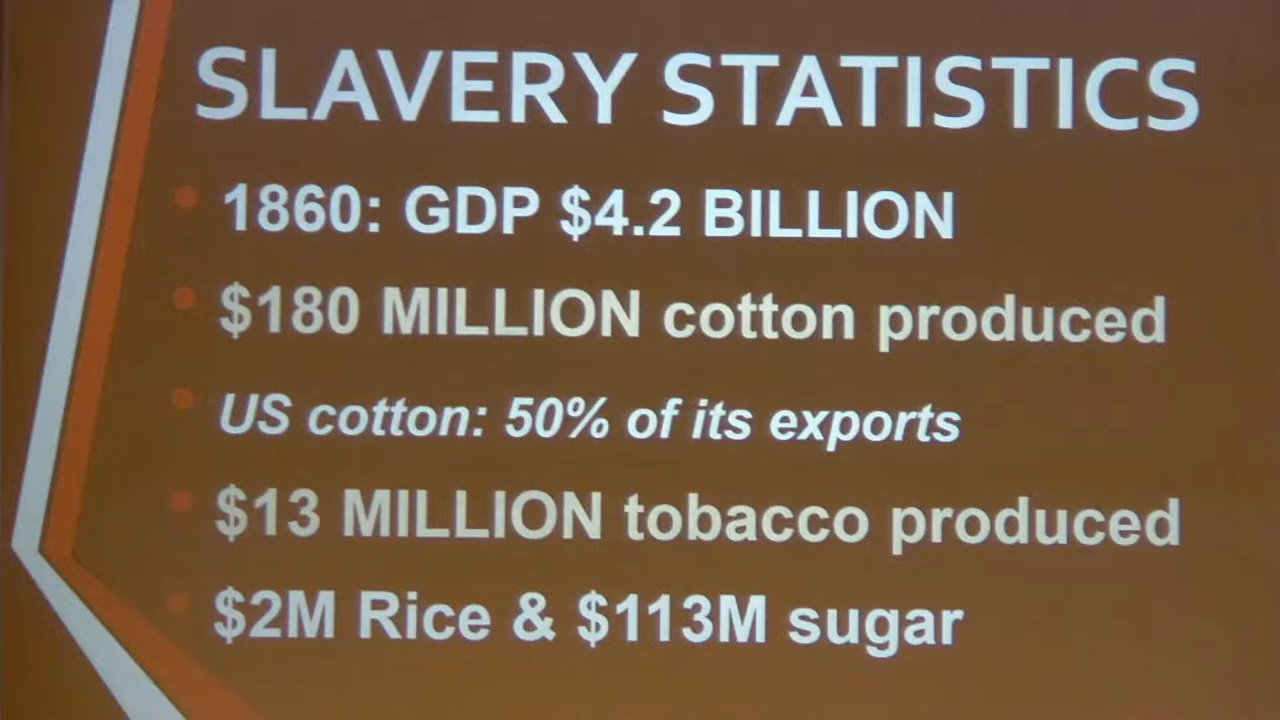 SLAVERY STATISTICS
1860: GDP $4.2 BILLION
$180 MILLION cotton produced
US cotton: 50% of its exports
$13 MILLION tobacco produced
$2M Rice & $113M sugar